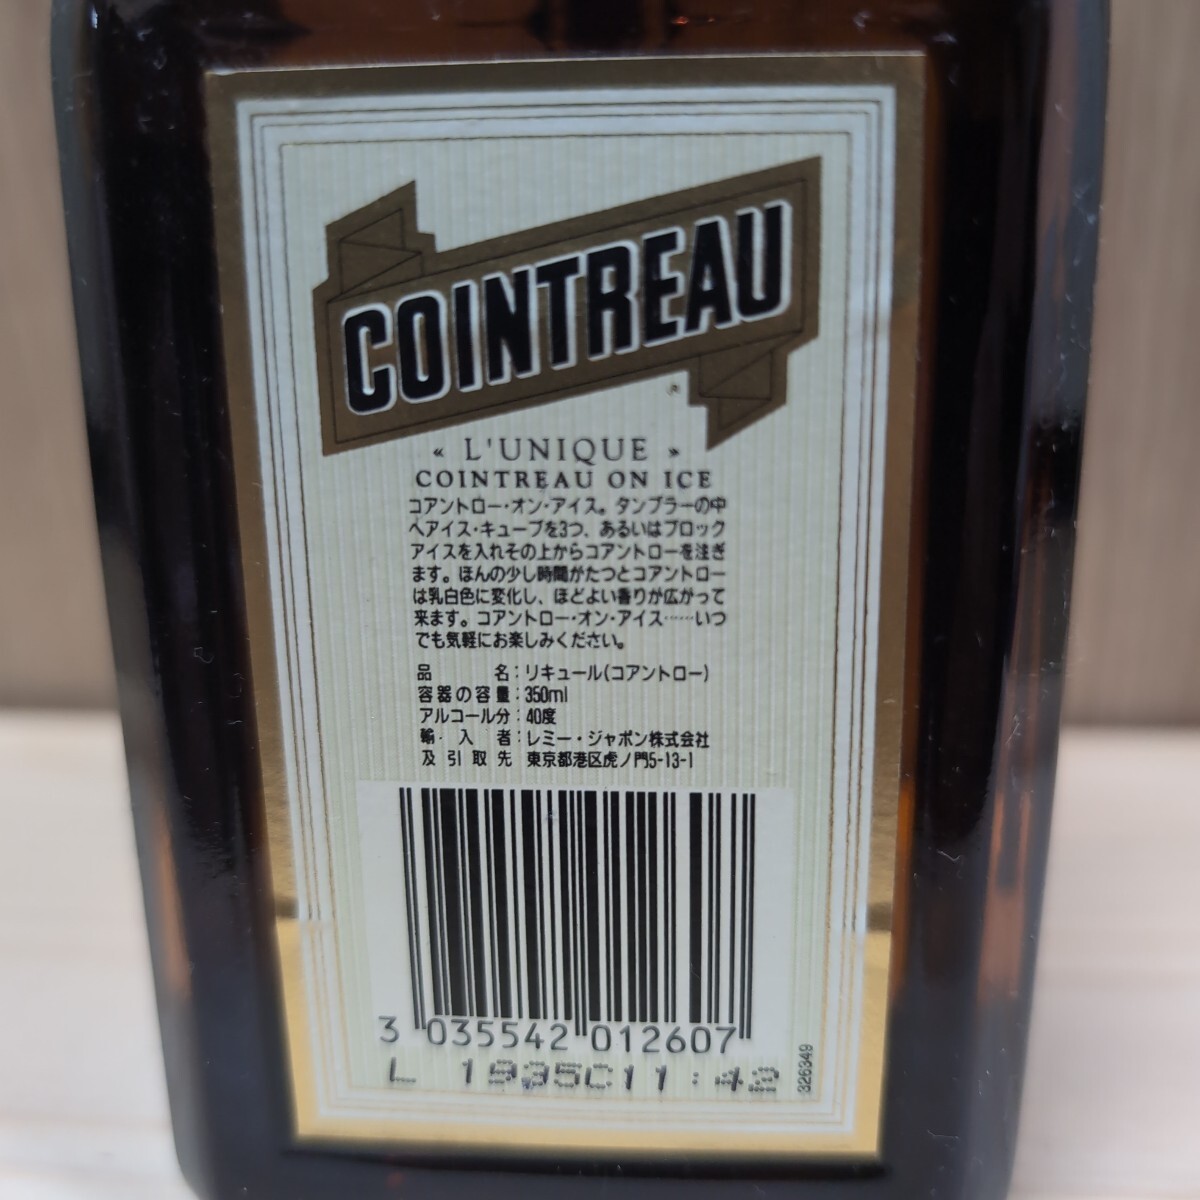 COINTREAU
®
« L'UNIQUE »
COINTREAU ON ICE
コアントロー・オン・アイス。タンブラーの中
へアイス・キューブを3つ、あるいはブロック
アイスを入れその上からコアントローを注ぎ
ます。ほんの少し時間がたつとコアントロー
は乳白色に変化し、ほどよい香りが広がって
来ます。コアントロー・オン・アイス……いつ
でも気軽にお楽しみください。
品名:リキュール(コアントロー)
容器の容量:350ml
アルコール分:40度
輸入者:レミー・ジャポン株式会社
及引取先 東京都港区虎ノ門5-13-1
3 035542 012607
326349